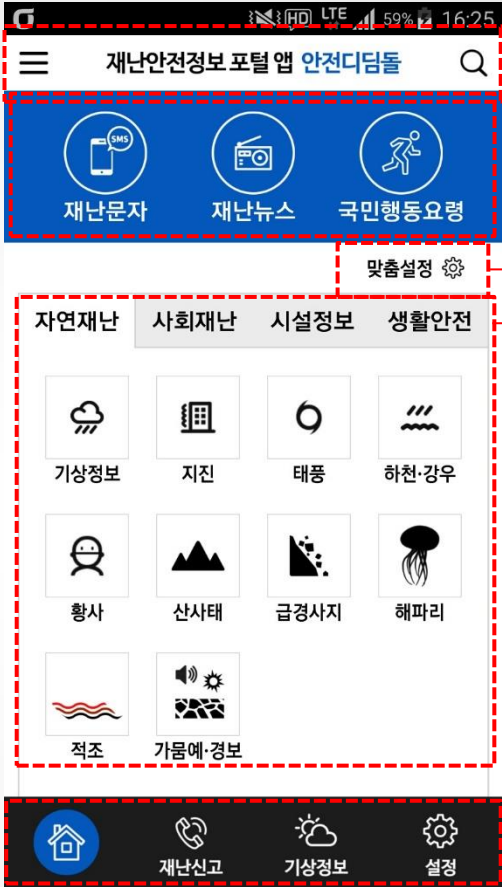 HD LTE 59% 16:25
재난안전정보 포털 앱 안전디딤돌
SMS
재난문자 재난뉴스 국민행동요령
맞춤설정
자연재난 사회재난 시설정보 생활안전
기상정보 지진 태풍 하천·강우
황사 산사태 급경사지 해파리
적조 가뭄예·경보
재난신고 기상정보 설정